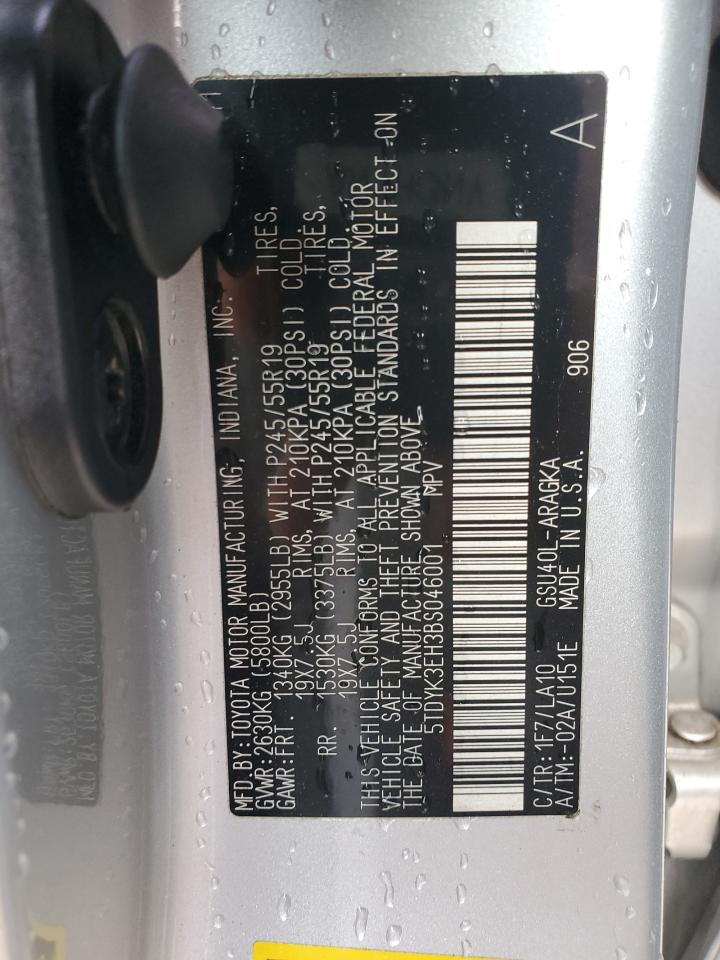 MFD.BY:TOYOTA MOTOR MANUFACTURING, INDIANA, INC.
GVWR:2630KG (5800LB)
GAWR:FRT. 1340KG (2955LB) WITH P245/55R19 TIRES,
19X7.5J RIMS, AT 210KPA (30PSI) COLD.
RR. 1530KG (3375LB) WITH P245/55R19 TIRES,
19X7.5J RIMS, AT 210KPA (30PSI) COLD.
THIS VEHICLE CONFORMS TO ALL APPLICABLE FEDERAL MOTOR
VEHICLE SAFETY AND THEFT PREVENTION STANDARDS IN EFFECT ON
THE DATE OF MANUFACTURE SHOWN ABOVE.
5TDYK3EH3BS046001 MPV
C/TR:1F7/LA10 GSU40L-ARAGKA 906
A/TM:-02A/U151E MADE IN U.S.A.
A